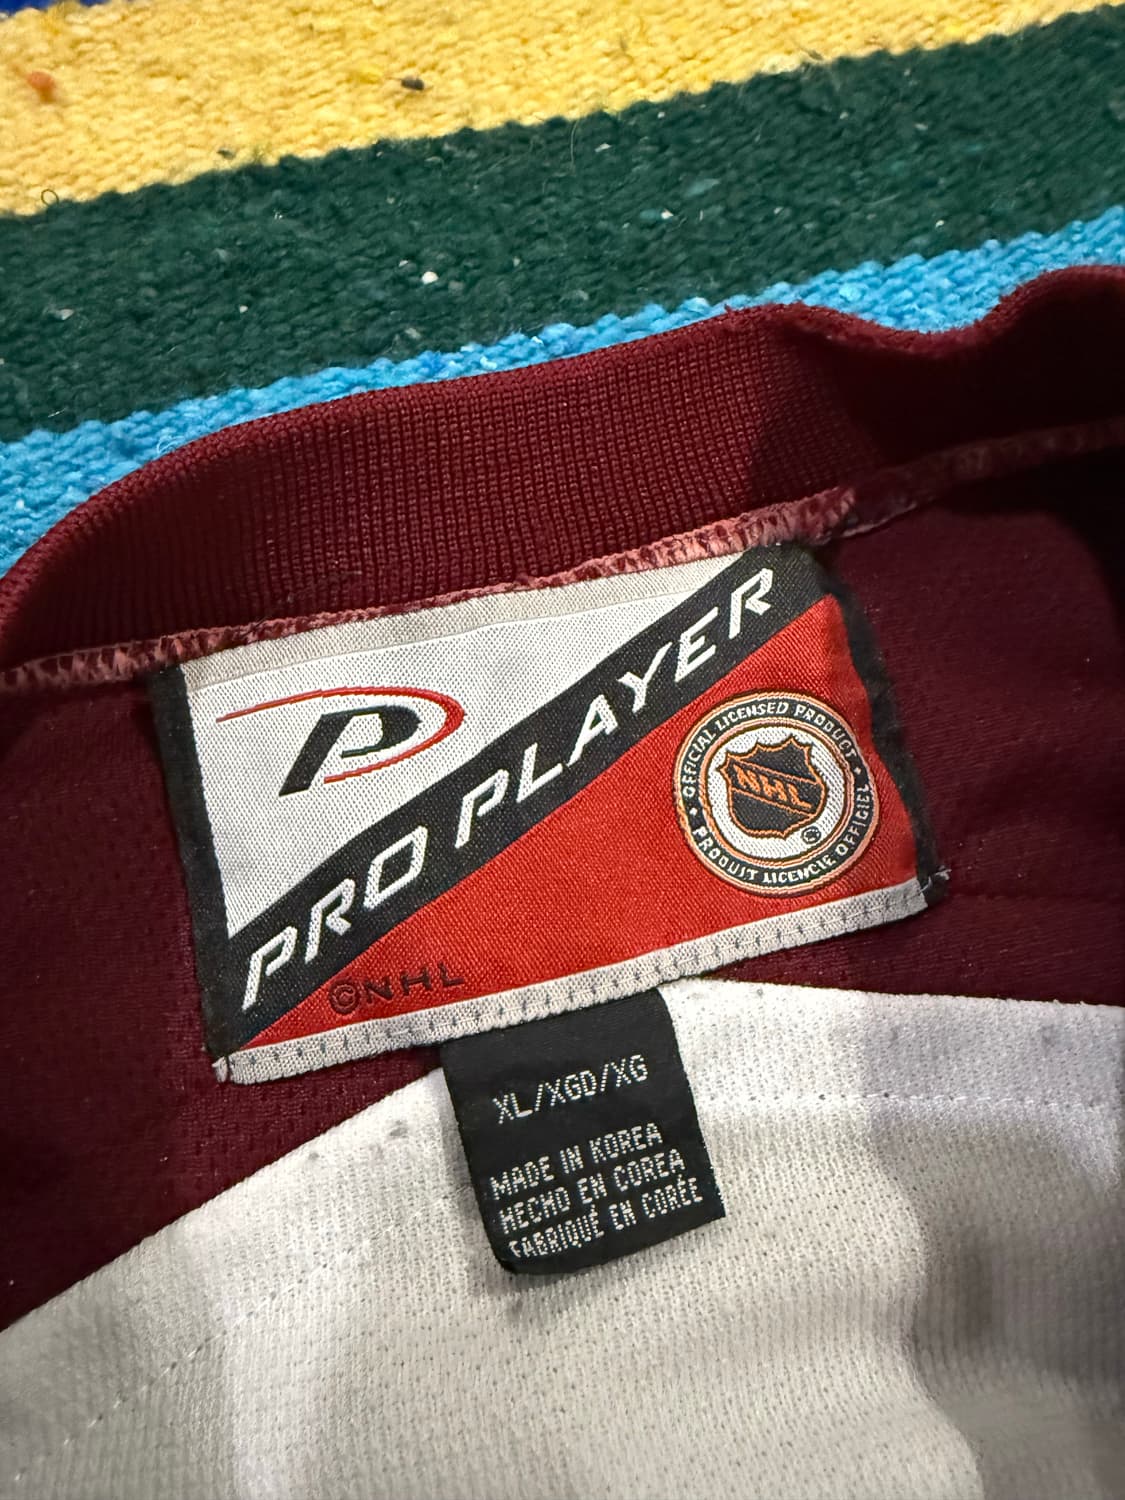 PRO PLAYER
OFFICIAL LICENSED PRODUCT
NHL
®
PRODUIT LICENCIE OFFICIEL
©NHL
XL/XGD/XG
MADE IN KOREA
HECHO EN COREA
FABRIQUÉ EN CORÉE